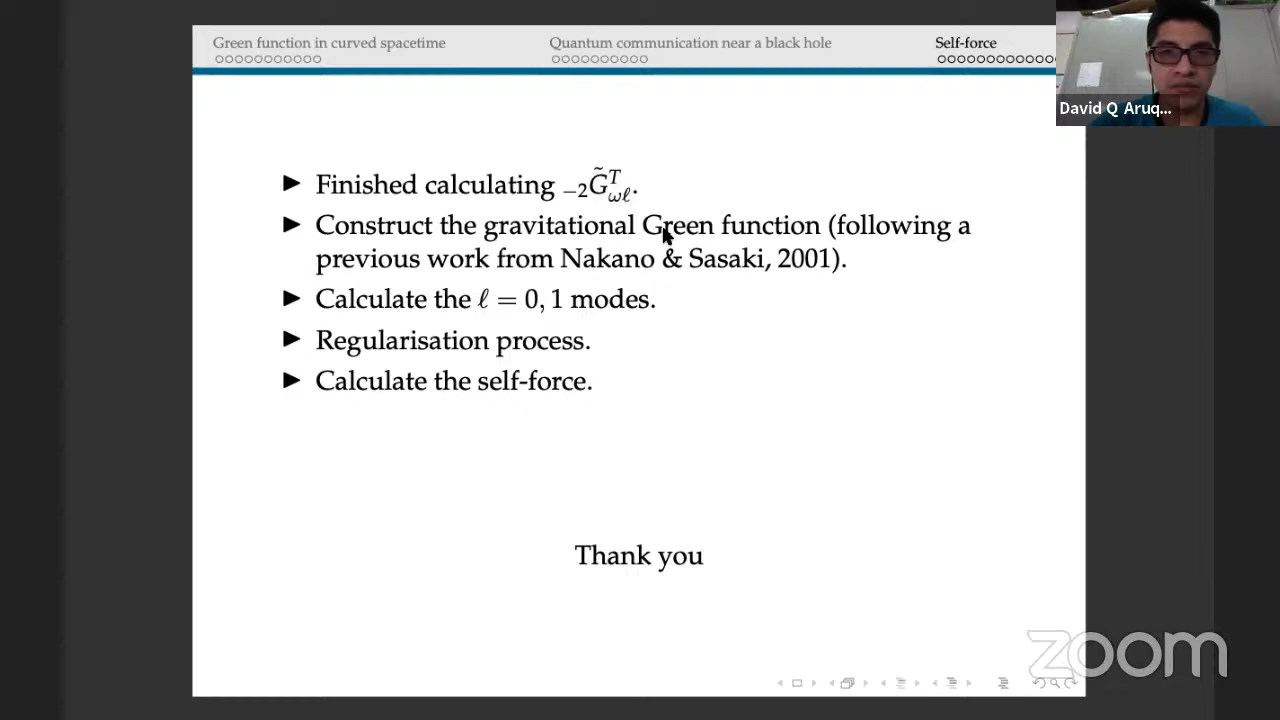 Green function in curved spacetime
Quantum communication near a black hole
Self-force
David Q Aruq...
▶ Finished calculating ₋₂G̃ᵀ_ωℓ.
▶ Construct the gravitational Green function (following a
previous work from Nakano & Sasaki, 2001).
▶ Calculate the ℓ = 0, 1 modes.
▶ Regularisation process.
▶ Calculate the self-force.
Thank you
zoom